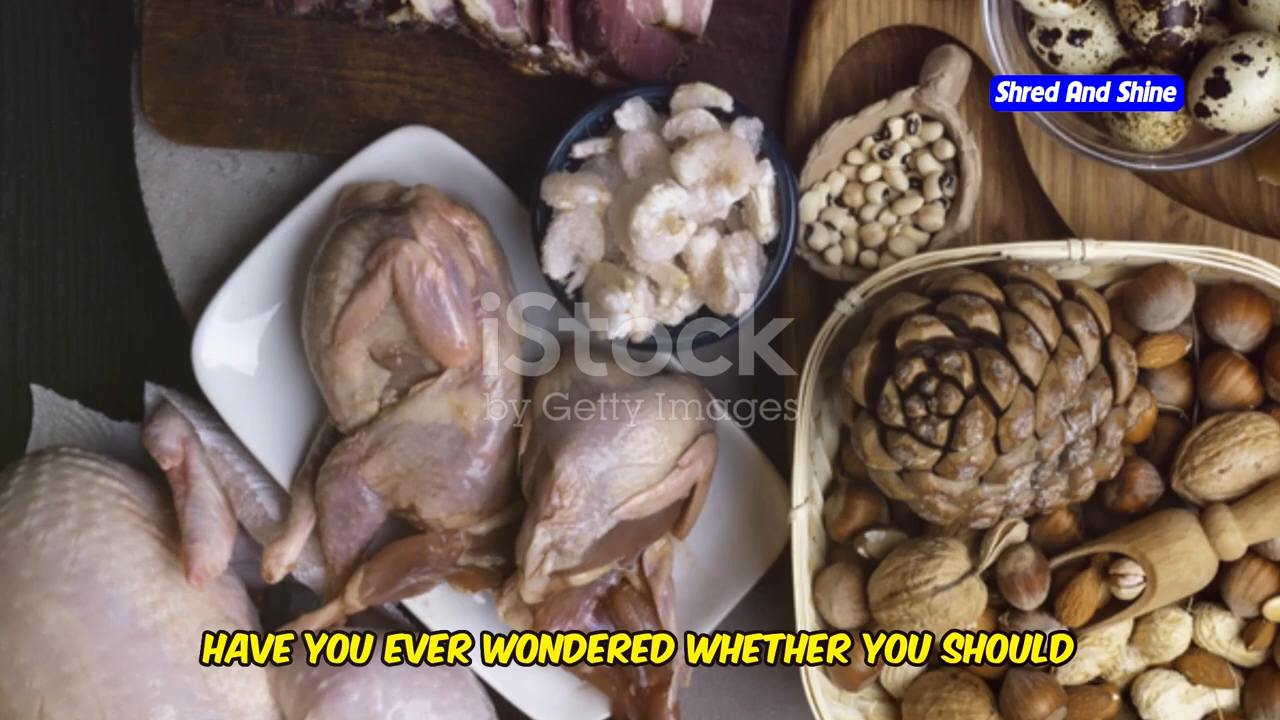 Shred And Shine
iStock
by Getty Images
HAVE YOU EVER WONDERED WHETHER YOU SHOULD